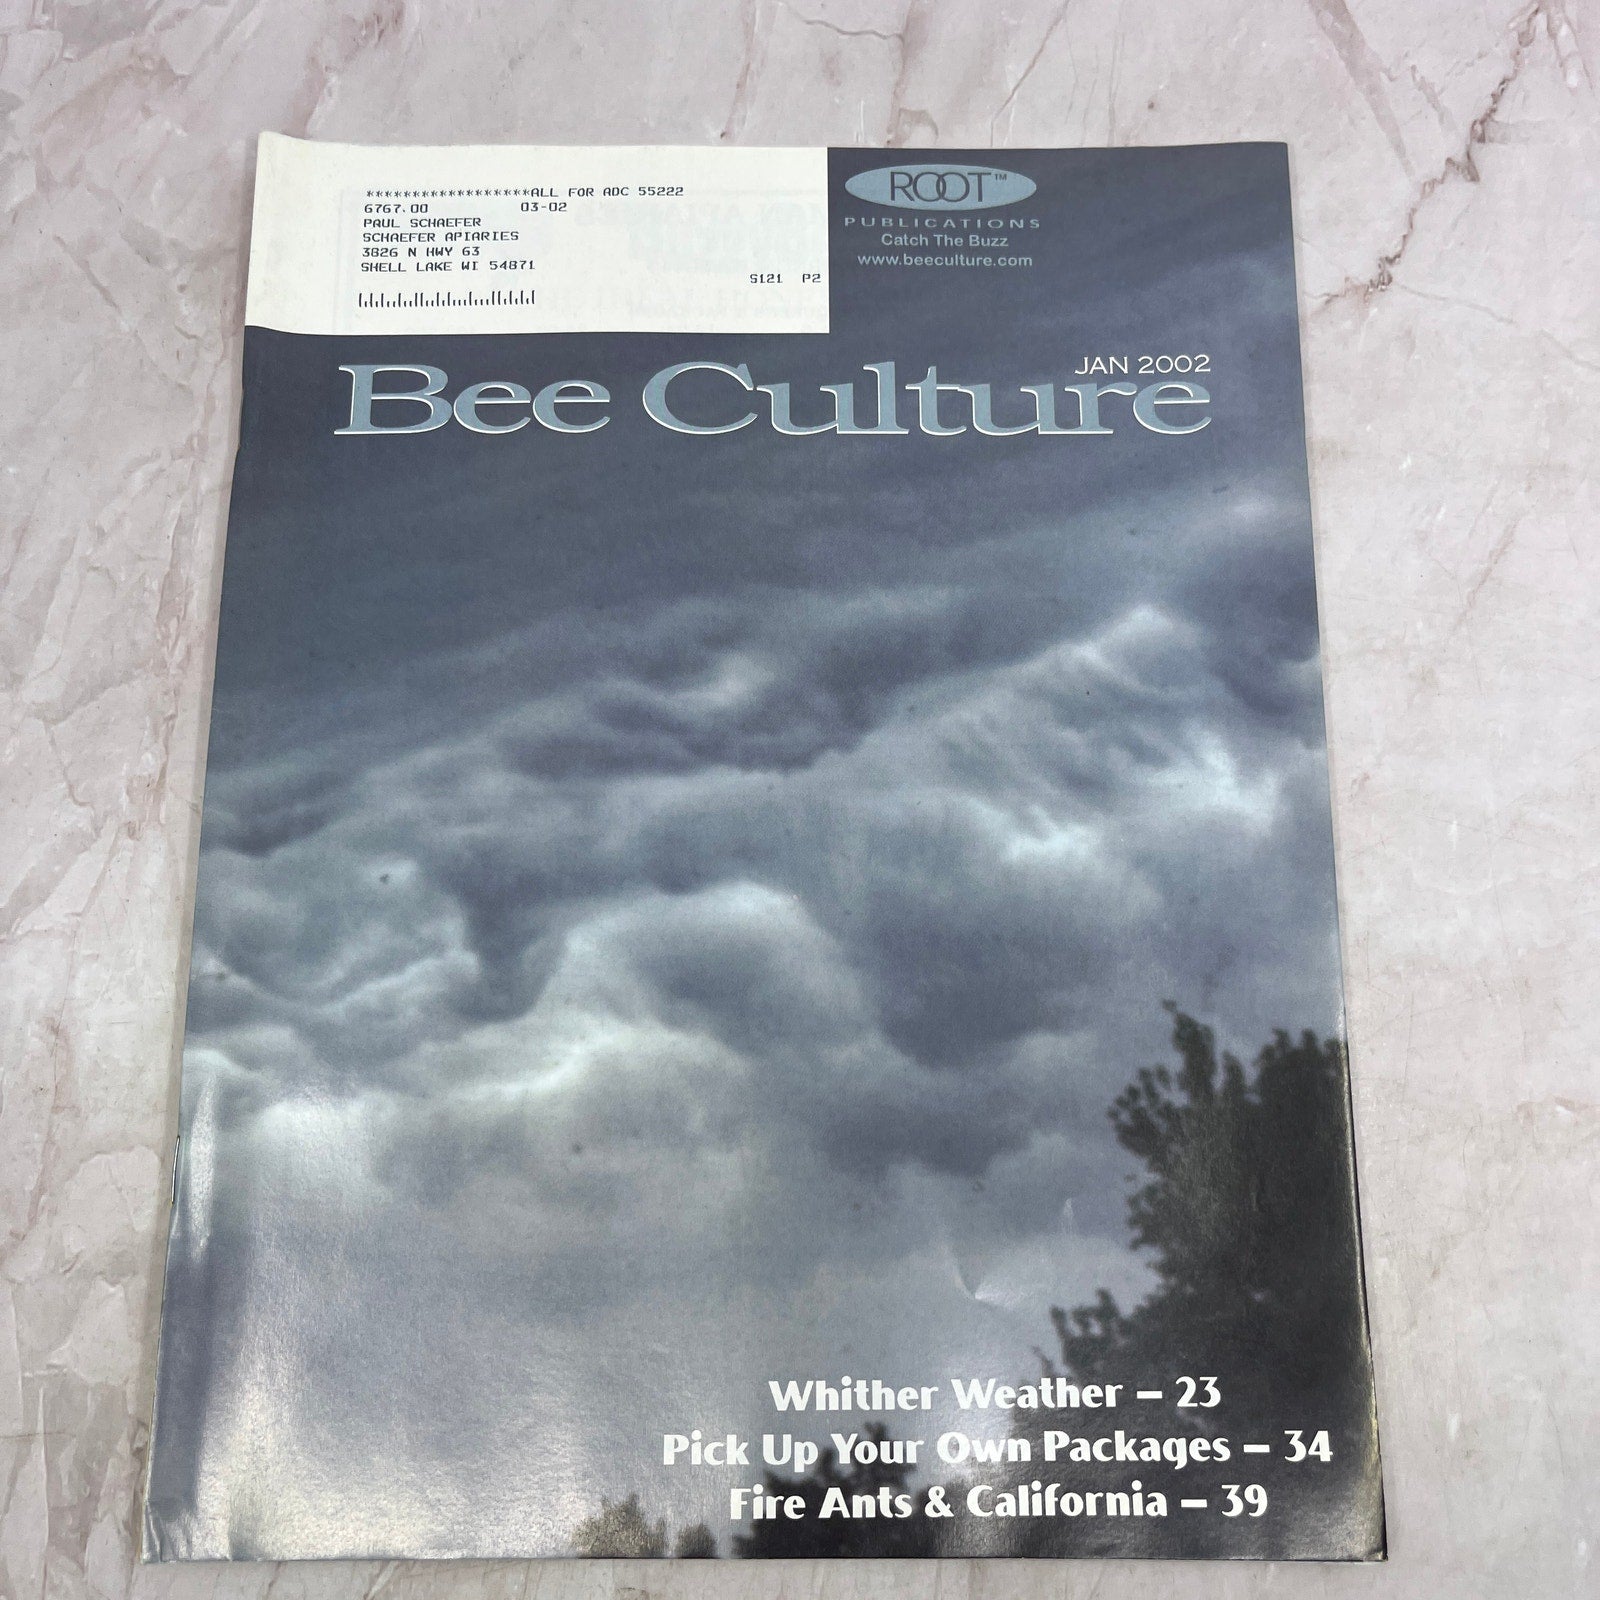 ******************ALL FOR ADC 55222
6767.00 03-02
PAUL SCHAEFER
SCHAEFER APIARIES
3826 N HWY 63
SHELL LAKE WI 54871
S121 P2
ROOT™
PUBLICATIONS
Catch The Buzz
www.beeculture.com
JAN 2002
Bee Culture
Whither Weather – 23
Pick Up Your Own Packages – 34
Fire Ants & California – 39